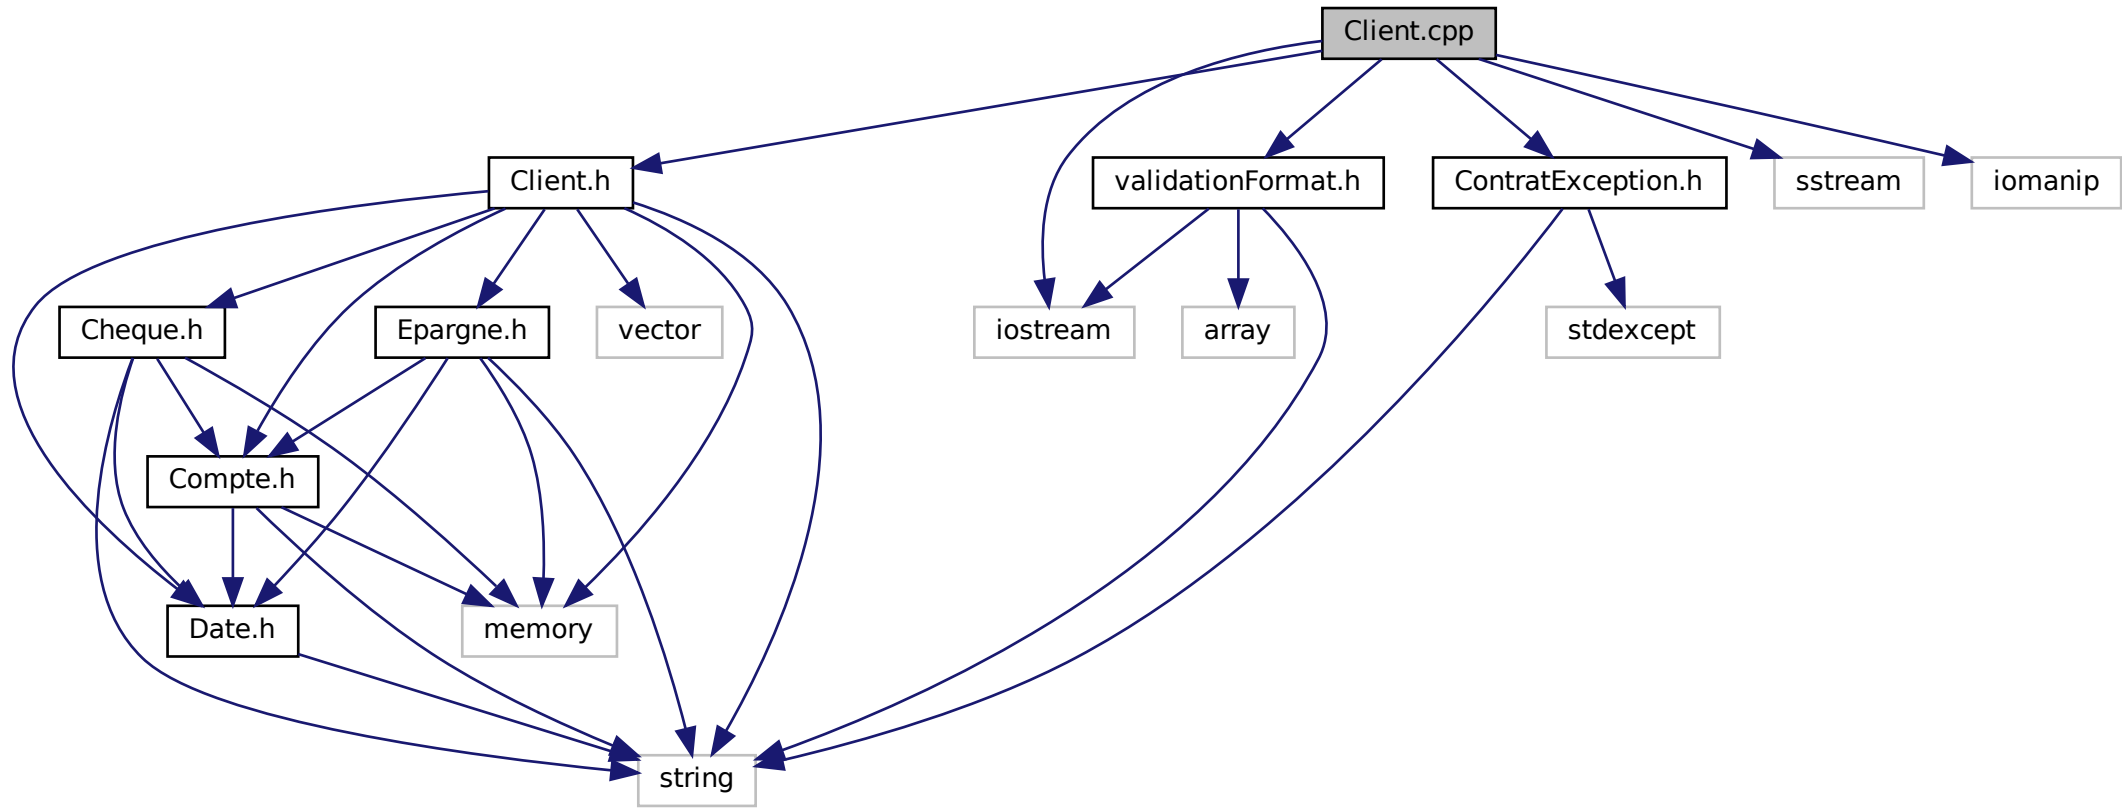 Client.cpp
Client.h
validationFormat.h
ContratException.h
sstream
iomanip
Cheque.h
Epargne.h
vector
iostream
array
stdexcept
Compte.h
Date.h
memory
string